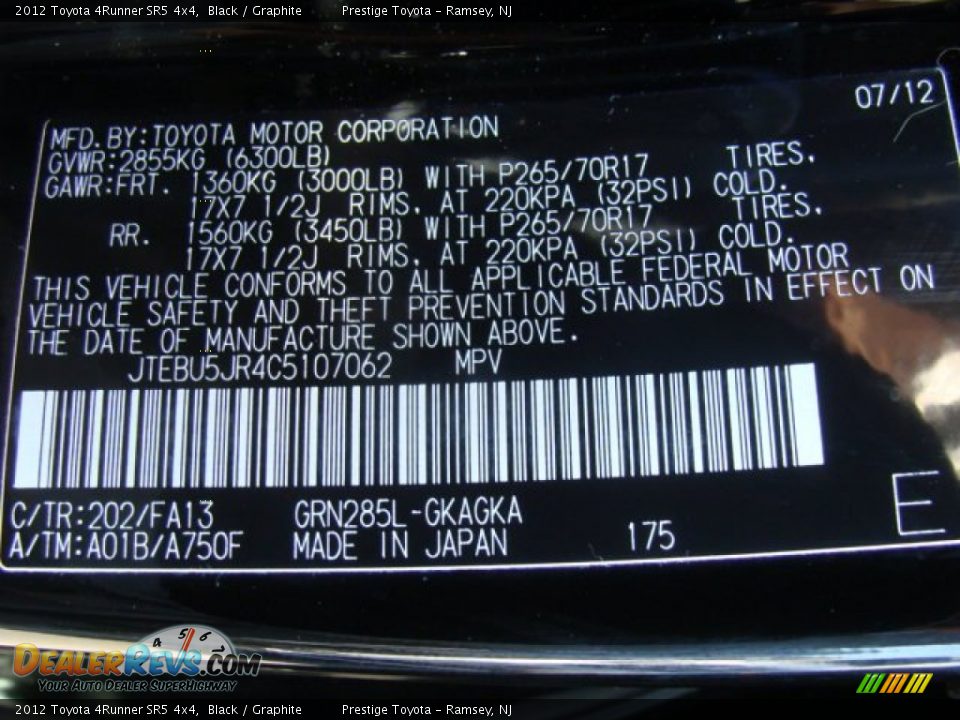 2012 Toyota 4Runner SR5 4x4, Black / Graphite Prestige Toyota - Ramsey, NJ
07/12
MFD.BY:TOYOTA MOTOR CORPORATION
GVWR:2855KG (6300LB)
GAWR:FRT. 1360KG (3000LB) WITH P265/70R17 TIRES.
17X7 1/2J RIMS. AT 220KPA (32PSI) COLD.
RR. 1560KG (3450LB) WITH P265/70R17 TIRES.
17X7 1/2J RIMS. AT 220KPA (32PSI) COLD.
THIS VEHICLE CONFORMS TO ALL APPLICABLE FEDERAL MOTOR
VEHICLE SAFETY AND THEFT PREVENTION STANDARDS IN EFFECT ON
THE DATE OF MANUFACTURE SHOWN ABOVE.
JTEBU5JR4C5107062 MPV
C/TR:202/FA13 GRN285L-GKAGKA
A/TM:A01B/A750F MADE IN JAPAN 175 E
4 5 6
DEALERREVS.COM
YOUR AUTO DEALER SUPERHIGHWAY
2012 Toyota 4Runner SR5 4x4, Black / Graphite Prestige Toyota - Ramsey, NJ